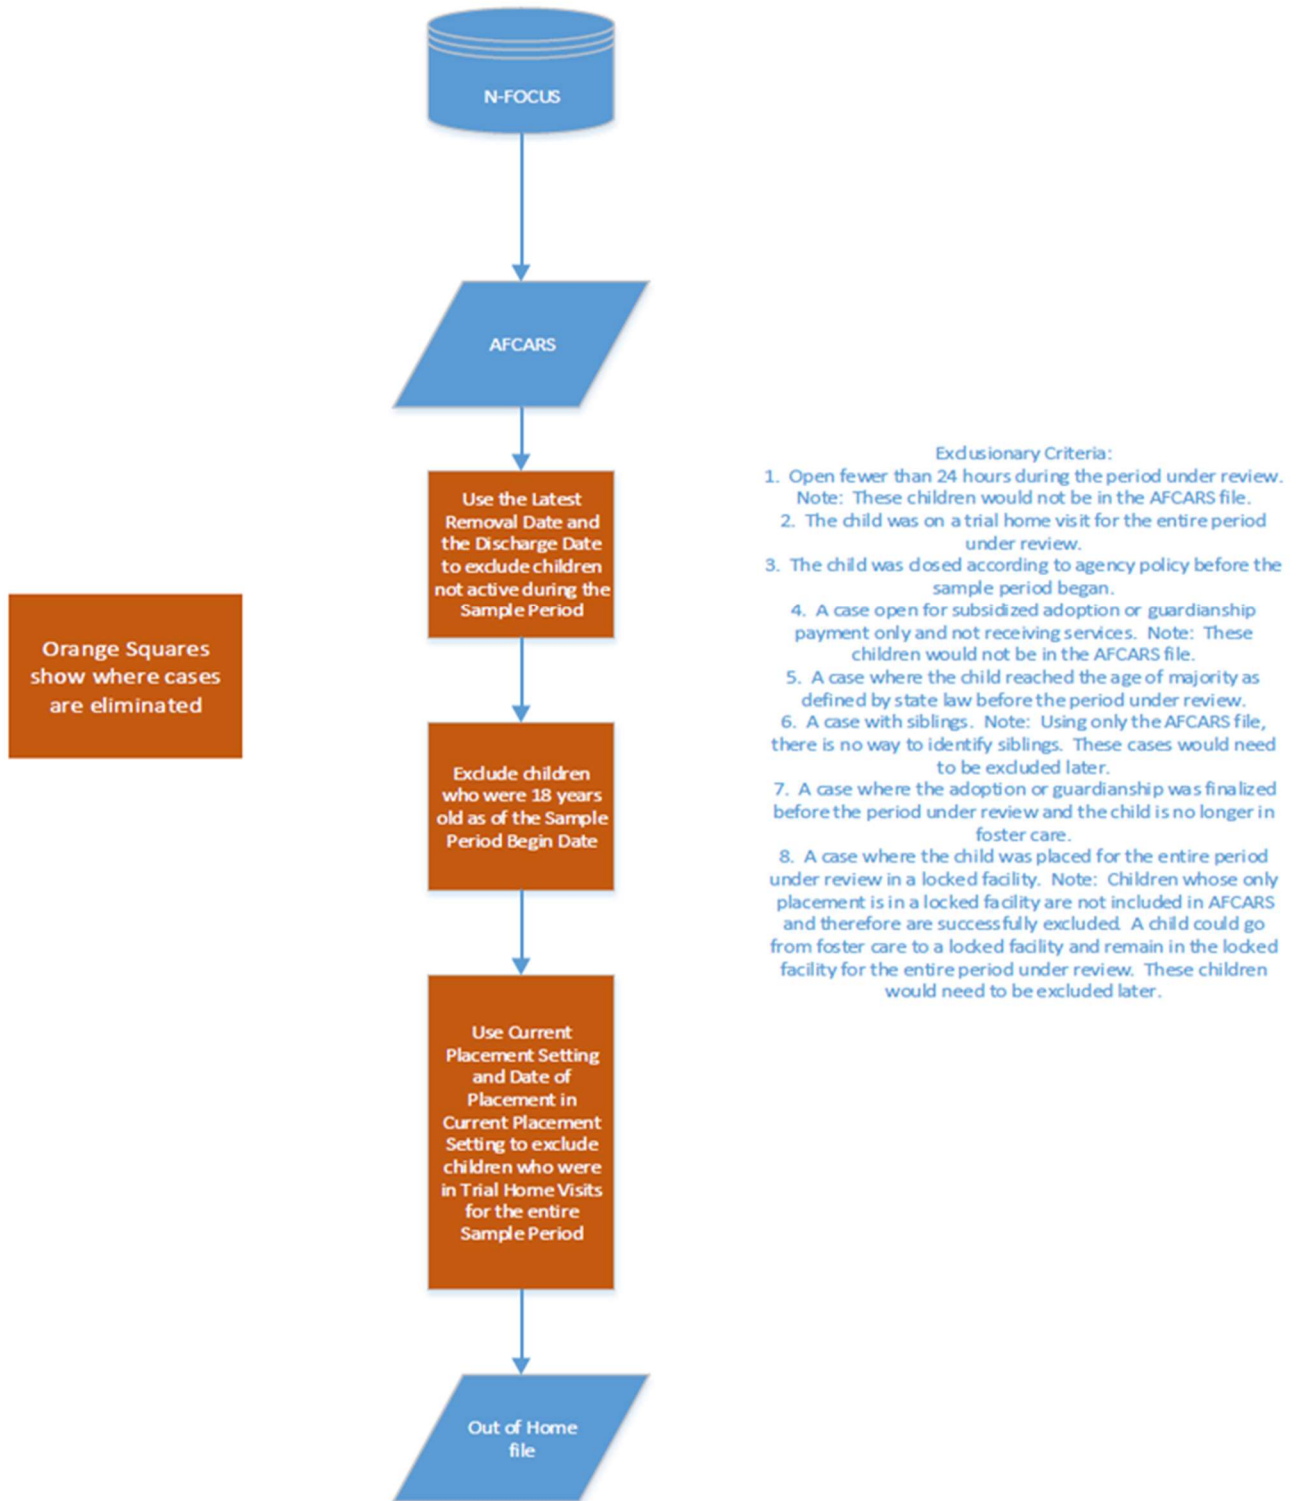 N-FOCUS
AFCARS
Use the Latest
Removal Date and
the Discharge Date
to exclude children
not active during the
Sample Period
Orange Squares
show where cases
are eliminated
Exclude children
who were 18 years
old as of the Sample
Period Begin Date
Use Current
Placement Setting
and Date of
Placement in
Current Placement
Setting to exclude
children who were
in Trial Home Visits
for the entire
Sample Period
Out of Home
file
Exclusionary Criteria:
1. Open fewer than 24 hours during the period under review.
Note: These children would not be in the AFCARS file.
2. The child was on a trial home visit for the entire period
under review.
3. The child was closed according to agency policy before the
sample period began.
4. A case open for subsidized adoption or guardianship
payment only and not receiving services. Note: These
children would not be in the AFCARS file.
5. A case where the child reached the age of majority as
defined by state law before the period under review.
6. A case with siblings. Note: Using only the AFCARS file,
there is no way to identify siblings. These cases would need
to be excluded later.
7. A case where the adoption or guardianship was finalized
before the period under review and the child is no longer in
foster care.
8. A case where the child was placed for the entire period
under review in a locked facility. Note: Children whose only
placement is in a locked facility are not included in AFCARS
and therefore are successfully excluded. A child could go
from foster care to a locked facility and remain in the locked
facility for the entire period under review. These children
would need to be excluded later.